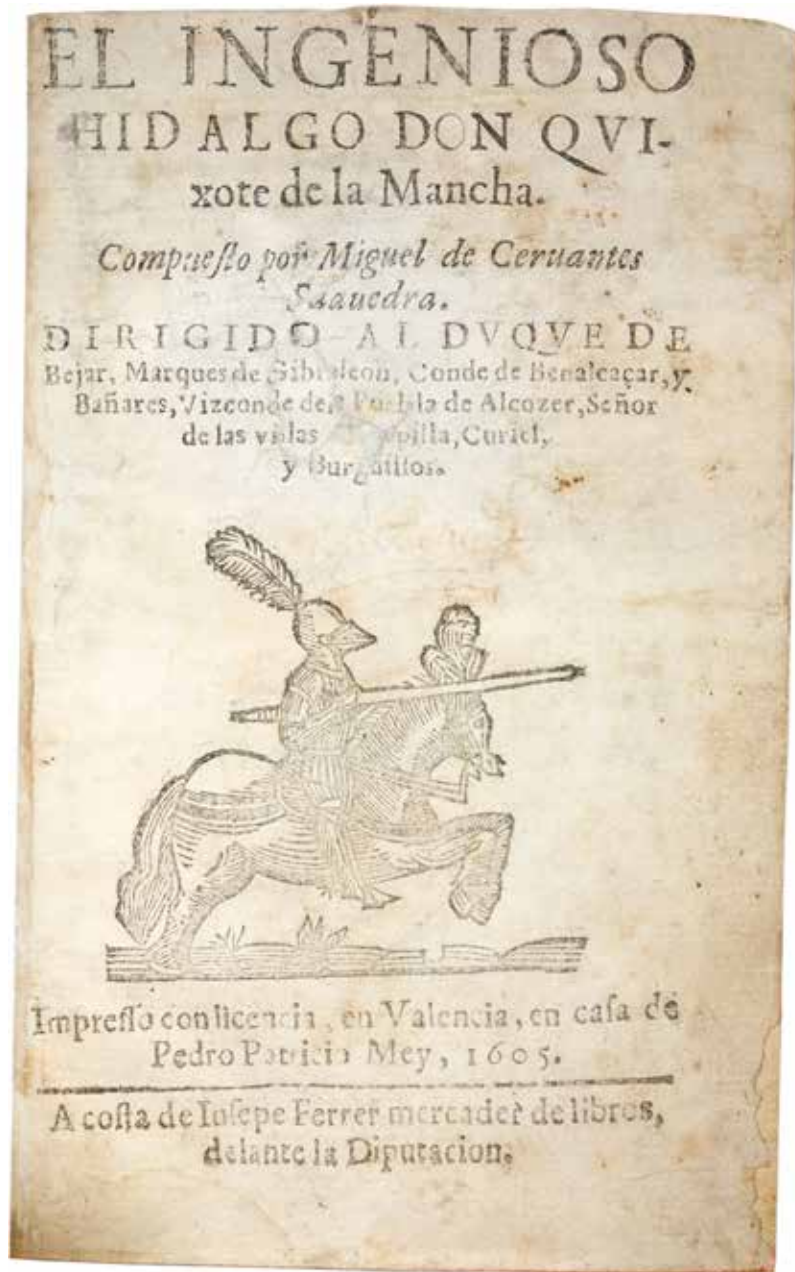 EL INGENIOSO
HIDALGO DON QVI-
xote de la Mancha.
Compueſto por Miguel de Ceruantes
Saauedra.
DIRIGIDO AL DVQVE DE
Bejar, Marques de Gibraleon, Conde de Benalcaçar, y
Bañares, Vizconde de la Puebla de Alcozer, Señor
de las villas Curiel,
y Burguillos.
Impreſſo con licencia, en Valencia, en caſa de
Pedro Patricio Mey, 1605.
A coſta de Iuſepe Ferrer mercader de libros,
delante la Diputacion.